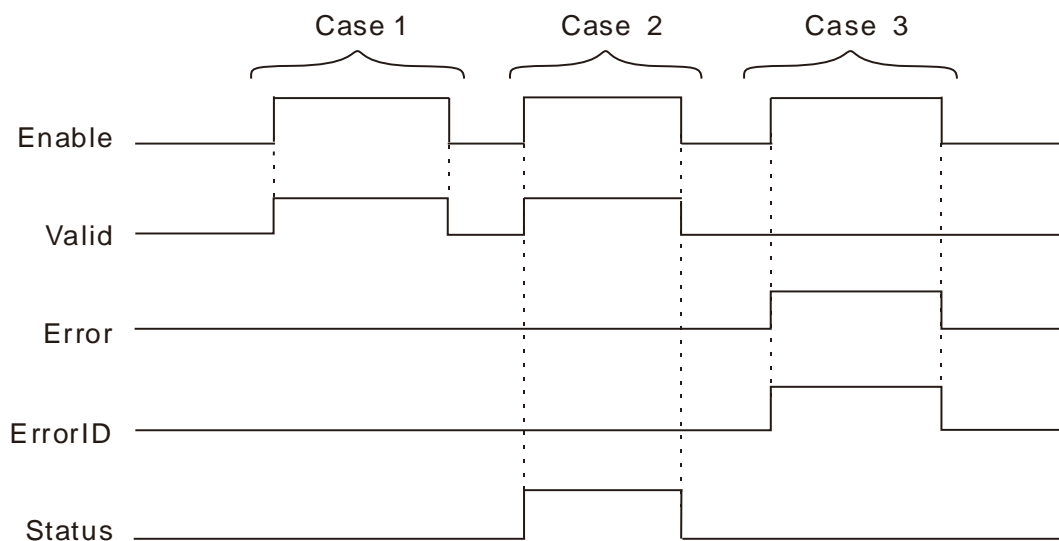 Case 1 Case 2 Case 3
Enable
Valid
Error
ErrorID
Status